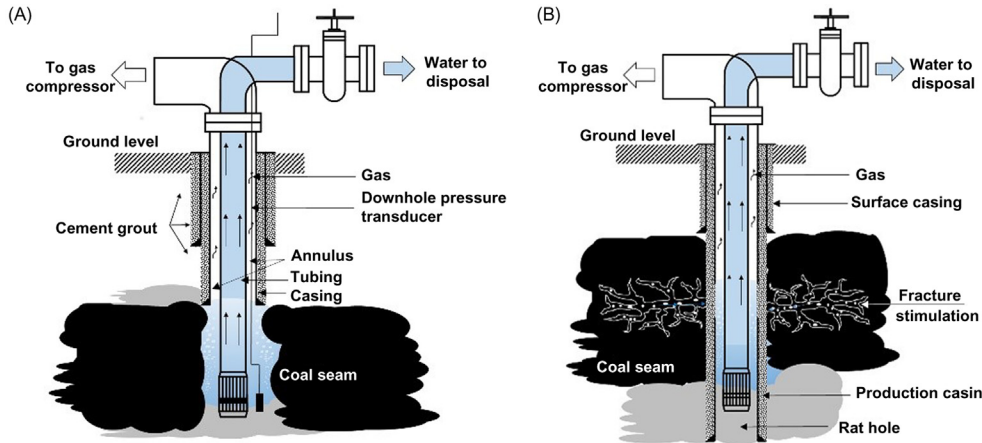 (A)
To gas
compressor
Water to
disposal
Ground level
Gas
Downhole pressure
transducer
Cement grout
Annulus
Tubing
Casing
Coal seam
(B)
To gas
compressor
Water to
disposal
Ground level
Gas
Surface casing
Fracture
stimulation
Coal seam
Production casin
Rat hole